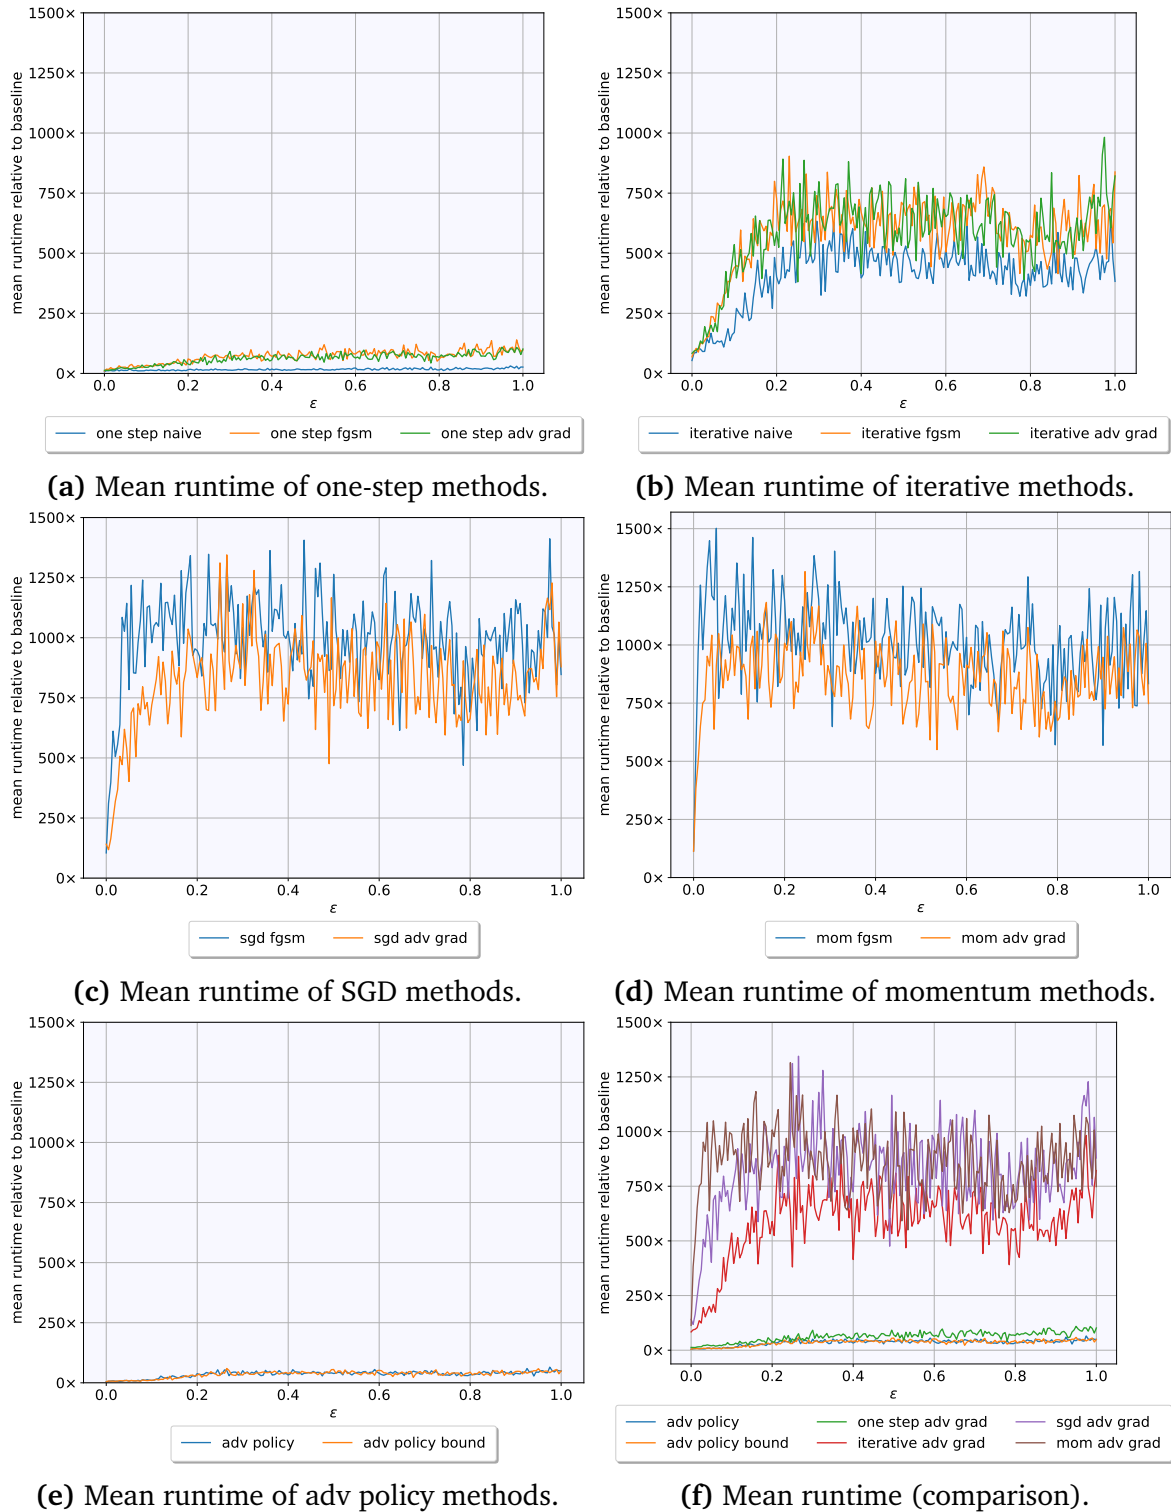 1500×
1250×
1000×
750×
500×
250×
0×
mean runtime relative to baseline
0.0 0.2 0.4 0.6 0.8 1.0
ε
one step naive one step fgsm one step adv grad
(a) Mean runtime of one-step methods.
1500×
1250×
1000×
750×
500×
250×
0×
mean runtime relative to baseline
0.0 0.2 0.4 0.6 0.8 1.0
ε
iterative naive iterative fgsm iterative adv grad
(b) Mean runtime of iterative methods.
1500×
1250×
1000×
750×
500×
250×
0×
mean runtime relative to baseline
0.0 0.2 0.4 0.6 0.8 1.0
ε
sgd fgsm sgd adv grad
(c) Mean runtime of SGD methods.
1500×
1250×
1000×
750×
500×
250×
0×
mean runtime relative to baseline
0.0 0.2 0.4 0.6 0.8 1.0
ε
mom fgsm mom adv grad
(d) Mean runtime of momentum methods.
1500×
1250×
1000×
750×
500×
250×
0×
mean runtime relative to baseline
0.0 0.2 0.4 0.6 0.8 1.0
ε
adv policy adv policy bound
(e) Mean runtime of adv policy methods.
1500×
1250×
1000×
750×
500×
250×
0×
mean runtime relative to baseline
0.0 0.2 0.4 0.6 0.8 1.0
ε
adv policy one step adv grad sgd adv grad
adv policy bound iterative adv grad mom adv grad
(f) Mean runtime (comparison).